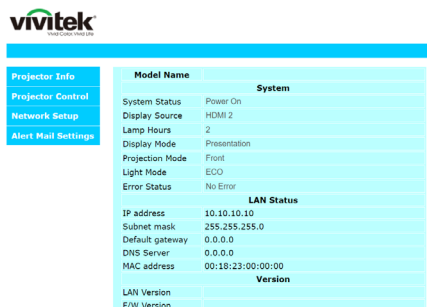 vivitek
Vivid Color, Vivid Life
Projector Info
Projector Control
Network Setup
Alert Mail Settings
Model Name
System
System Status Power On
Display Source HDMI 2
Lamp Hours 2
Display Mode Presentation
Projection Mode Front
Light Mode ECO
Error Status No Error
LAN Status
IP address 10.10.10.10
Subnet mask 255.255.255.0
Default gateway 0.0.0.0
DNS Server 0.0.0.0
MAC address 00:18:23:00:00:00
Version
LAN Version
F/W Version